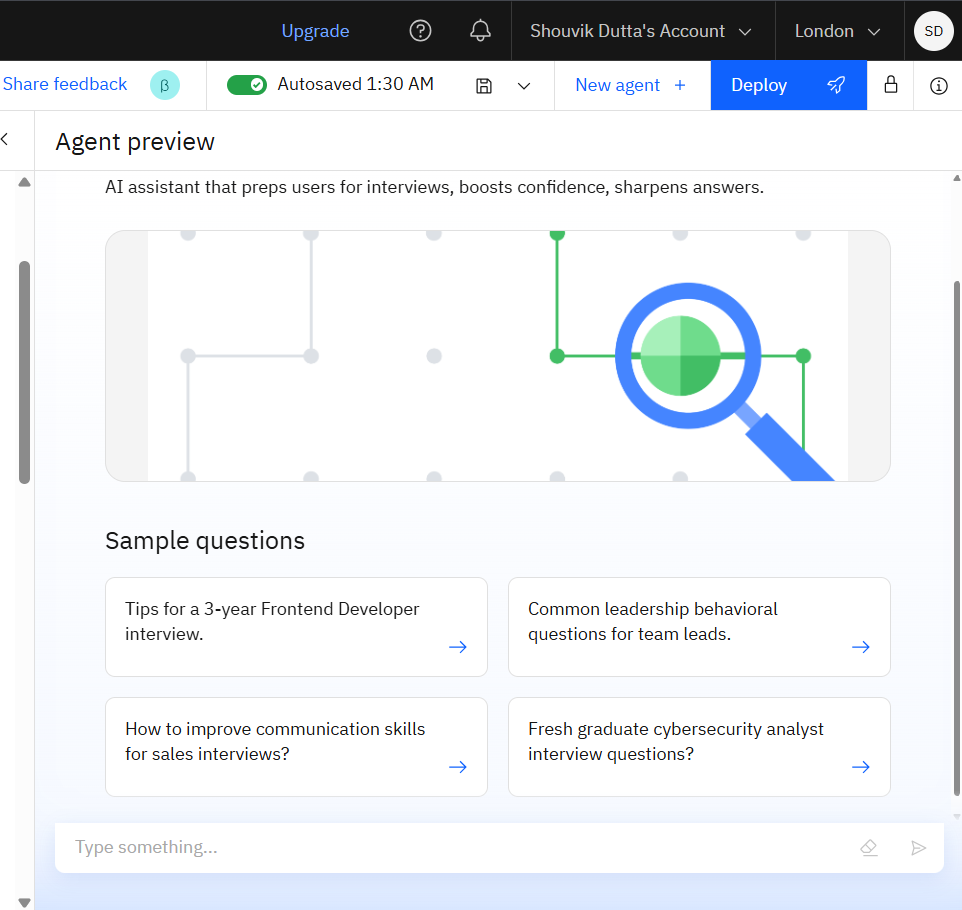 Upgrade
Shouvik Dutta's Account
London
SD
Share feedback
β
Autosaved 1:30 AM
New agent +
Deploy
Agent preview
AI assistant that preps users for interviews, boosts confidence, sharpens answers.
Sample questions
Tips for a 3-year Frontend Developer
interview.
Common leadership behavioral
questions for team leads.
How to improve communication skills
for sales interviews?
Fresh graduate cybersecurity analyst
interview questions?
Type something...